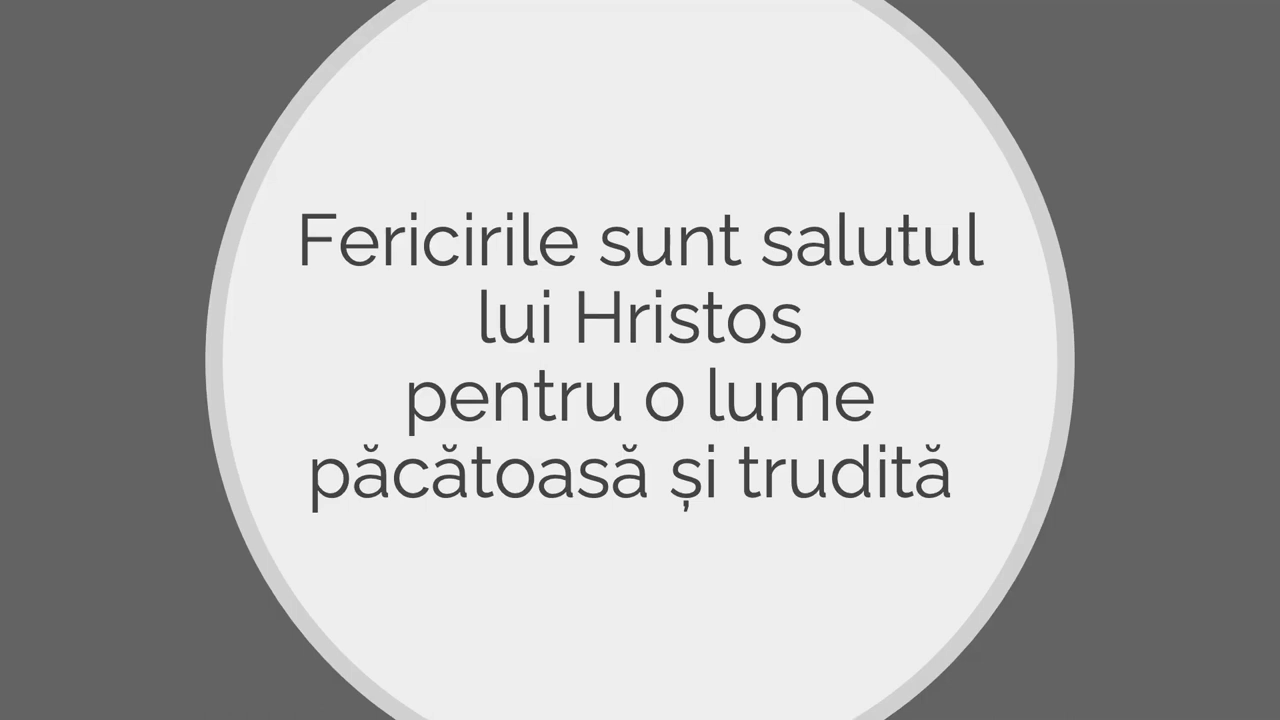 Fericirile sunt salutul
lui Hristos
pentru o lume
păcătoasă și trudită